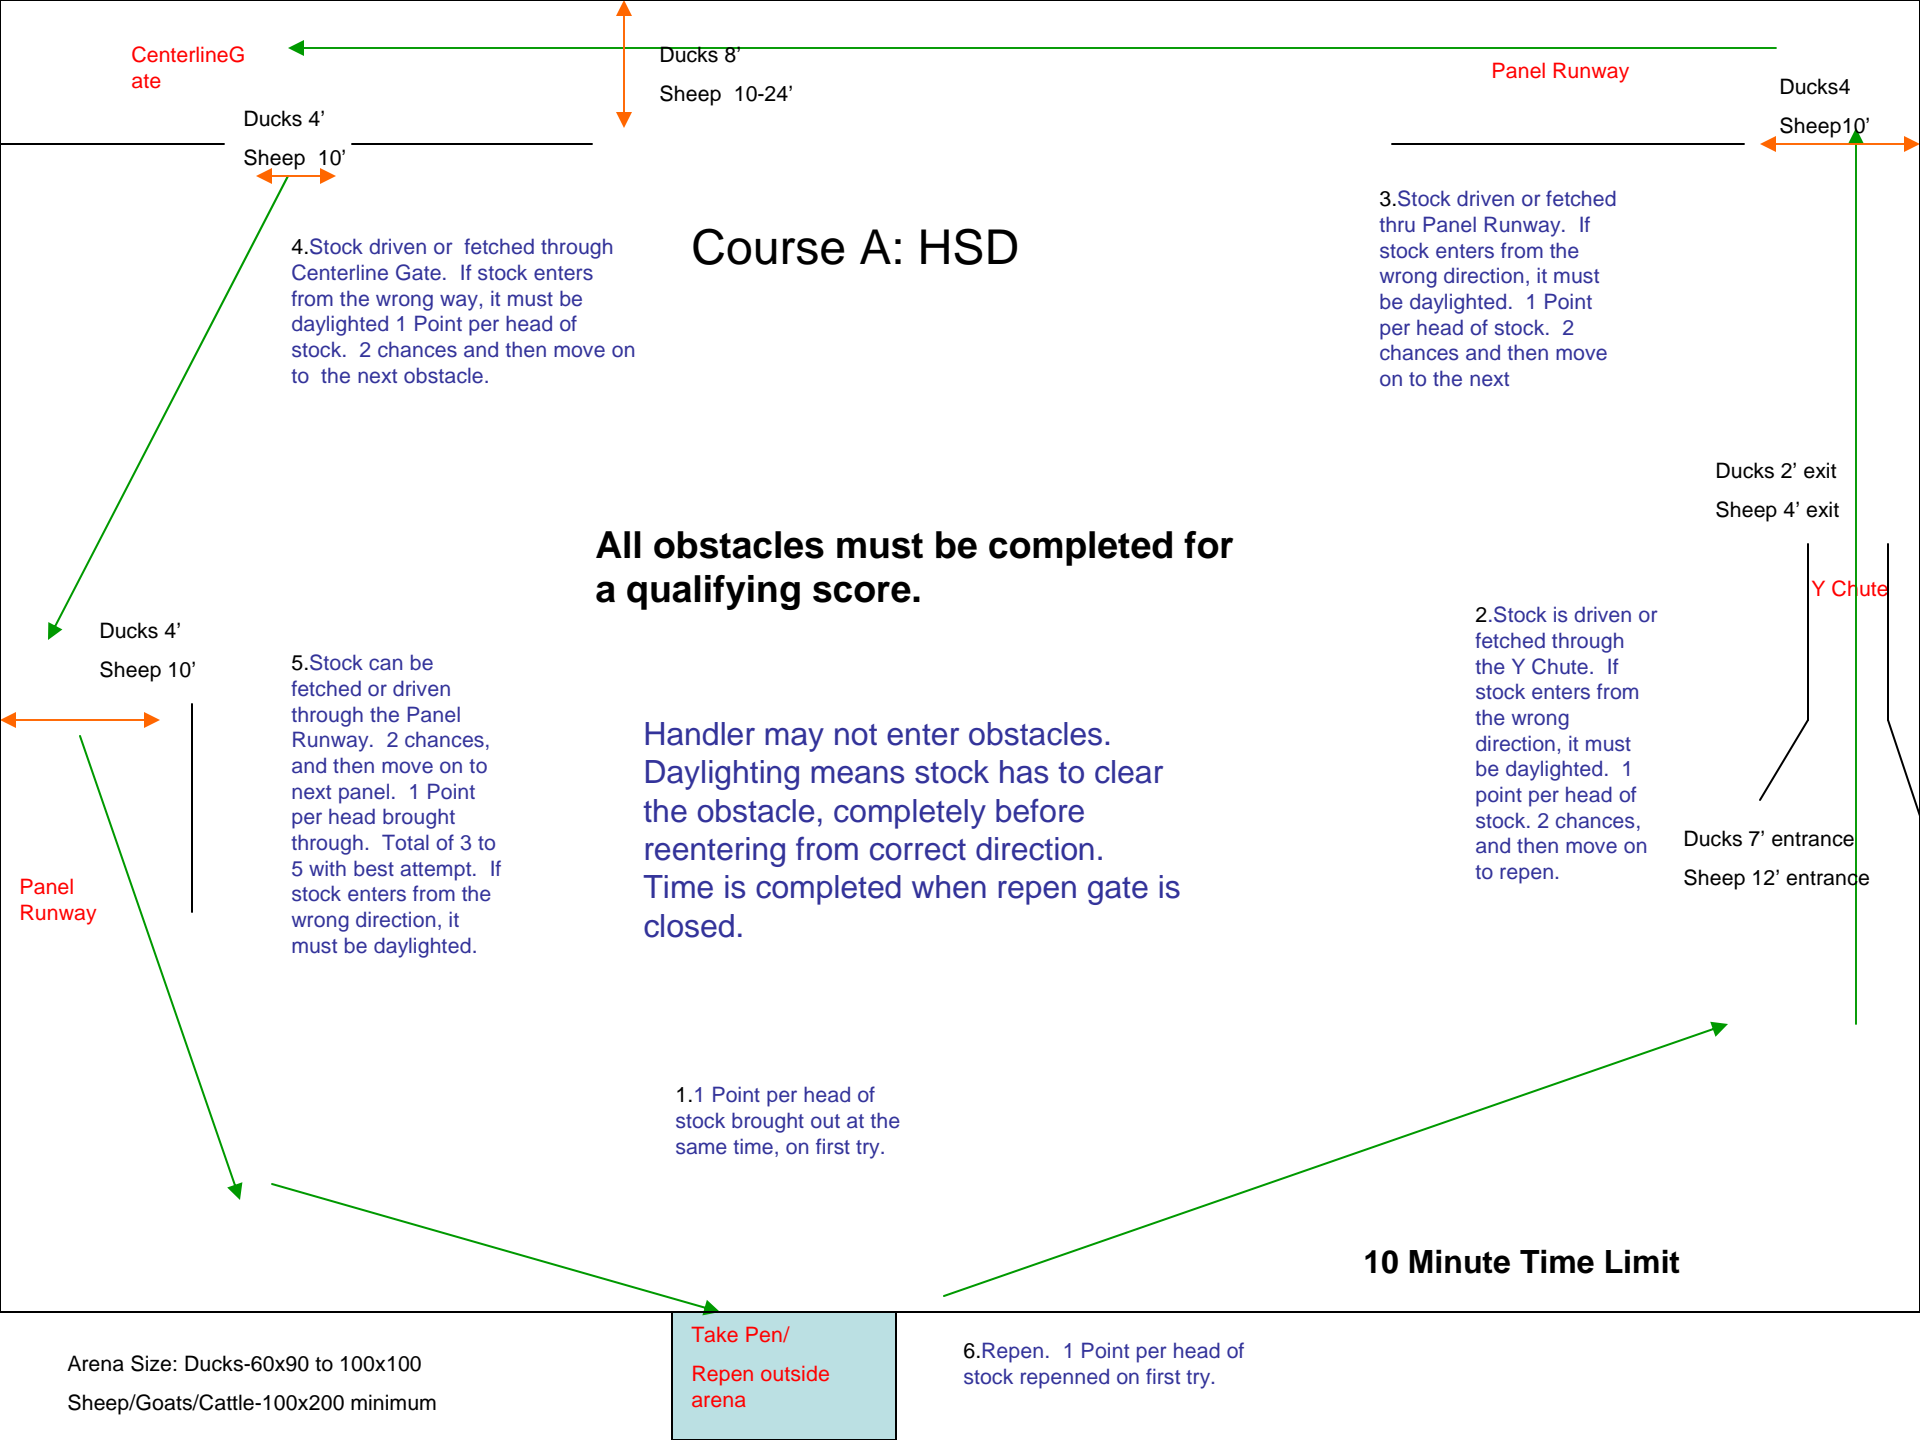 CenterlineG
ate
Ducks 8’
Sheep  10-24’
Panel Runway
Ducks4
Sheep10’
Ducks 4’
Sheep  10’
Course A: HSD
3.Stock driven or fetched
thru Panel Runway.  If
stock enters from the
wrong direction, it must
be daylighted.  1 Point
per head of stock.  2
chances and then move
on to the next
4.Stock driven or  fetched through
Centerline Gate.  If stock enters
from the wrong way, it must be
daylighted 1 Point per head of
stock.  2 chances and then move on
to  the next obstacle.
Ducks 2’ exit
Sheep 4’ exit
All obstacles must be completed for
a qualifying score.
Y Chute
Ducks 4’
Sheep 10’
2.Stock is driven or
fetched through
the Y Chute.  If
stock enters from
the wrong
direction, it must
be daylighted.  1
point per head of
stock. 2 chances,
and then move on
to repen.
5.Stock can be
fetched or driven
through the Panel
Runway.  2 chances,
and then move on to
next panel.  1 Point
per head brought
through.  Total of 3 to
5 with best attempt.  If
stock enters from the
wrong direction, it
must be daylighted.
Handler may not enter obstacles.
Daylighting means stock has to clear
the obstacle, completely before
reentering from correct direction.
Time is completed when repen gate is
closed.
Ducks 7’ entrance
Sheep 12’ entrance
Panel
Runway
1.1 Point per head of
stock brought out at the
same time, on first try.
10 Minute Time Limit
Take Pen/
Repen outside
arena
6.Repen.  1 Point per head of
stock repenned on first try.
Arena Size: Ducks-60x90 to 100x100
Sheep/Goats/Cattle-100x200 minimum